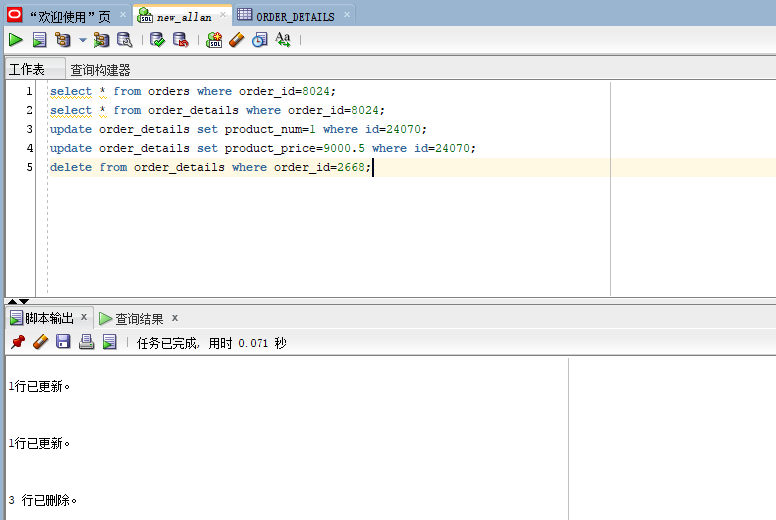 “欢迎使用”页 new_allan ORDER_DETAILS
SQL Aa
工作表 查询构建器
1 select * from orders where order_id=8024;
2 select * from order_details where order_id=8024;
3 update order_details set product_num=1 where id=24070;
4 update order_details set product_price=9000.5 where id=24070;
5 delete from order_details where order_id=2668;
脚本输出 x 查询结果 x
任务已完成, 用时 0.071 秒
1行已更新。
1行已更新。
3 行已删除。